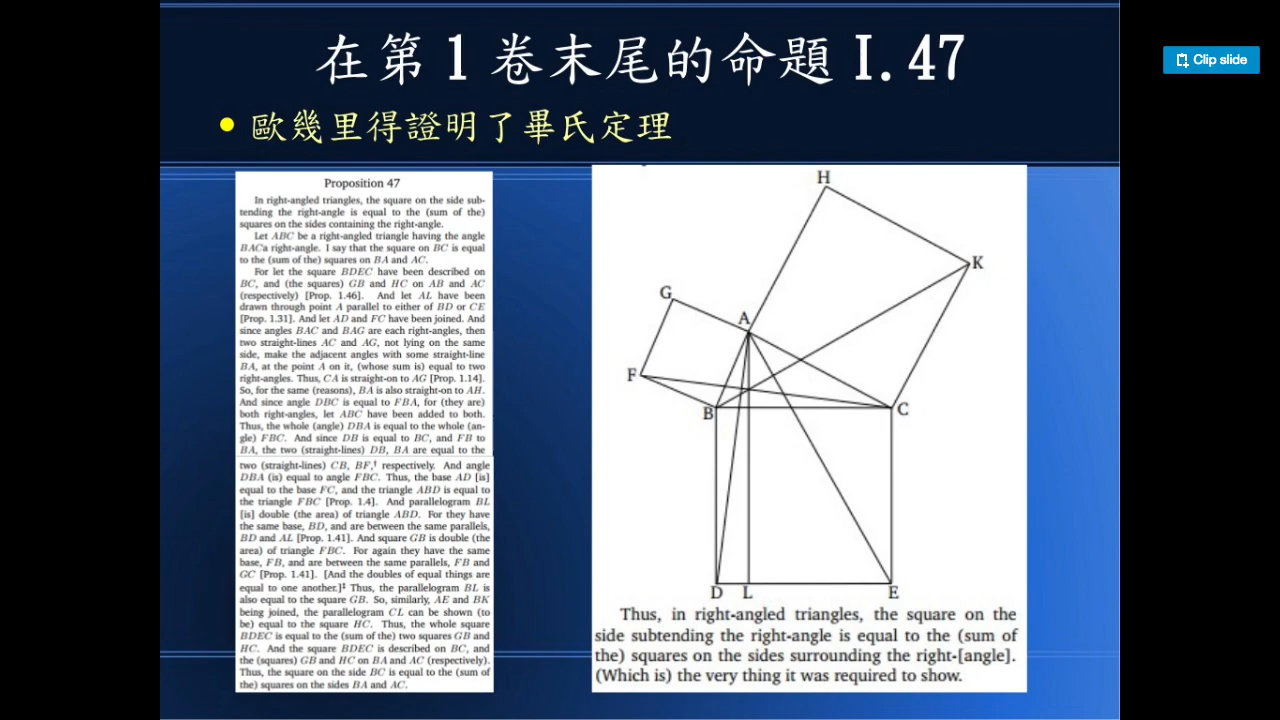 在第1卷末尾的命題I.47
Clip slide
• 歐幾里得證明了畢氏定理
Proposition 47
In right-angled triangles, the square on the side sub-
tending the right-angle is equal to the (sum of the)
squares on the sides containing the right-angle.
Let ABC be a right-angled triangle having the angle
BACa right-angle. I say that the square on BC is equal
to the (sum of the) squares on BA and AC.
For let the square BDEC have been described on
BC, and (the squares) GB and HC on AB and AC
(respectively) [Prop. 1.46]. And let AL have been
drawn through point A parallel to either of BD or CE
[Prop. 1.31]. And let AD and FC have been joined. And
since angles BAC and BAG are each right-angles, then
two straight-lines AC and AG, not lying on the same
side, make the adjacent angles with some straight-line
BA, at the point A on it, (whose sum is) equal to two
right-angles. Thus, CA is straight-on to AG [Prop. 1.14].
So, for the same (reasons), BA is also straight-on to AH.
And since angle DBC is equal to FBA, for (they are)
both right-angles, let ABC have been added to both.
Thus, the whole (angle) DBA is equal to the whole (an-
gle) FBC. And since DB is equal to BC, and FB to
BA, the two (straight-lines) DB, BA are equal to the
two (straight-lines) CB, BF,† respectively. And angle
DBA (is) equal to angle FBC. Thus, the base AD [is]
equal to the base FC, and the triangle ABD is equal to
the triangle FBC [Prop. 1.4]. And parallelogram BL
[is] double (the area) of triangle ABD. For they have
the same base, BD, and are between the same parallels,
BD and AL [Prop. 1.41]. And square GB is double (the
area) of triangle FBC. For again they have the same
base, FB, and are between the same parallels, FB and
GC [Prop. 1.41]. [And the doubles of equal things are
equal to one another.]‡ Thus, the parallelogram BL is
also equal to the square GB. So, similarly, AE and BK
being joined, the parallelogram CL can be shown (to
be) equal to the square HC. Thus, the whole square
BDEC is equal to the (sum of the) two squares GB and
HC. And the square BDEC is described on BC, and
the (squares) GB and HC on BA and AC (respectively).
Thus, the square on the side BC is equal to the (sum of
the) squares on the sides BA and AC.
H
K
G
A
F
B
C
D
L
E
Thus, in right-angled triangles, the square on the
side subtending the right-angle is equal to the (sum of
the) squares on the sides surrounding the right-[angle].
(Which is) the very thing it was required to show.